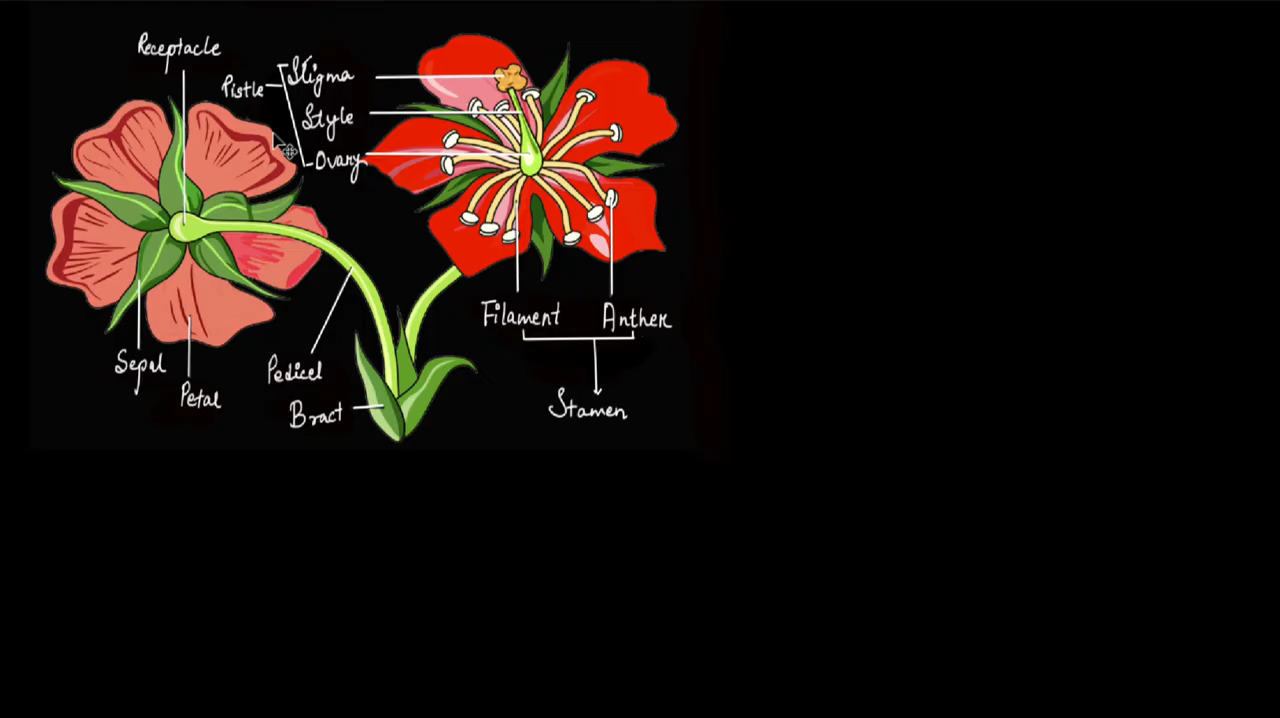 Receptacle
Pistle
Stigma
Style
Ovary
Filament
Anther
Sepal
Petal
Pedicel
Bract
Stamen